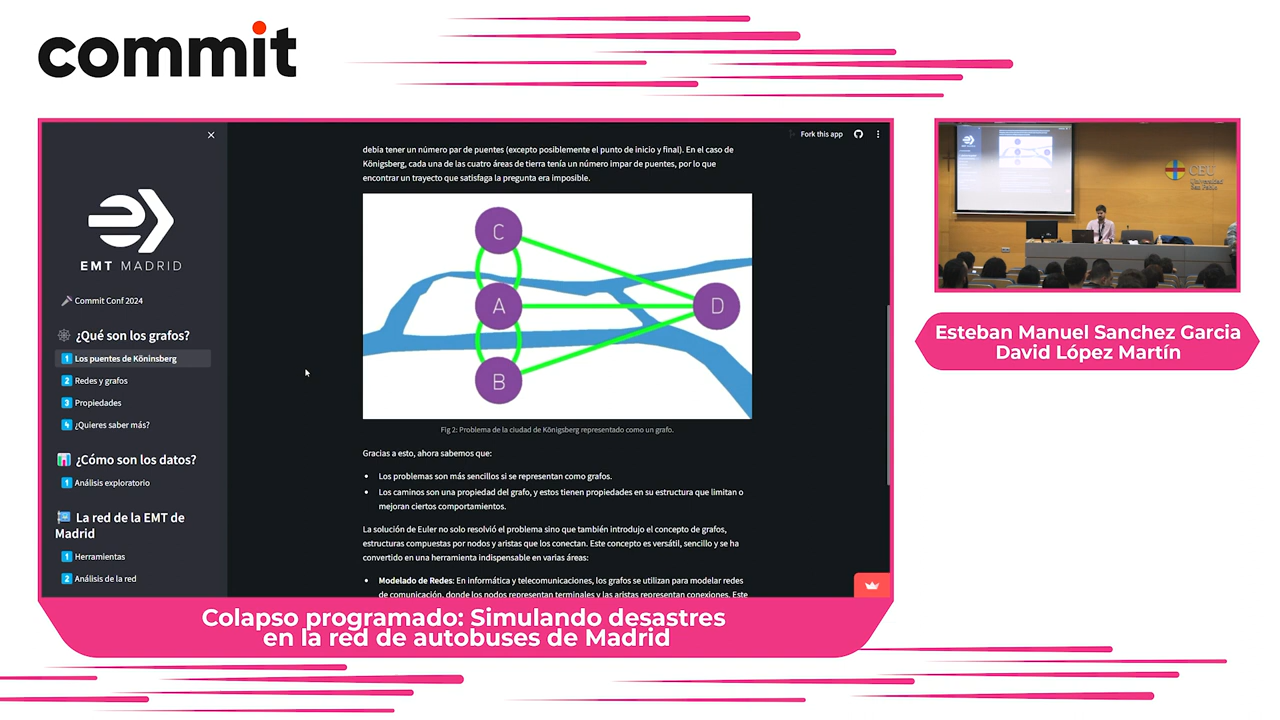 commit
Fork this app
debia tener un número par de puentes (excepto posiblemente el punto de inicio y final). En el caso de
Königsberg, cada una de las cuatro áreas de tierra tenía un número impar de puentes, por lo que
encontrar un trayecto que satisfaga la pregunta era imposible.
EMT MADRID
Commit Conf 2024
¿Qué son los grafos?
1 Los puentes de Köninsberg
2 Redes y grafos
3 Propiedades
4 ¿Quieres saber más?
¿Cómo son los datos?
Análisis exploratorio
La red de la EMT de
Madrid
1 Herramientas
2 Análisis de la red
C
A
D
B
Fig 2: Problema de la ciudad de Königsberg representado como un grafo.
Gracias a esto, ahora sabemos que:
Los problemas son más sencillos si se representan como grafos.
Los caminos son una propiedad del grafo, y estos tienen propiedades en su estructura que limitan o
mejoran ciertos comportamientos.
La solución de Euler no solo resolvió el problema sino que también introdujo el concepto de grafos,
estructuras compuestas por nodos y aristas que los conectan. Este concepto es versátil, sencillo y se ha
convertido en una herramienta indispensable en varias áreas:
Modelado de Redes: En informática y telecomunicaciones, los grafos se utilizan para modelar redes
de comunicación, donde los nodos representan terminales y las aristas representan conexiones. Este
CEU
Universidad
San Pablo
Esteban Manuel Sanchez Garcia
David López Martín
Colapso programado: Simulando desastres
en la red de autobuses de Madrid